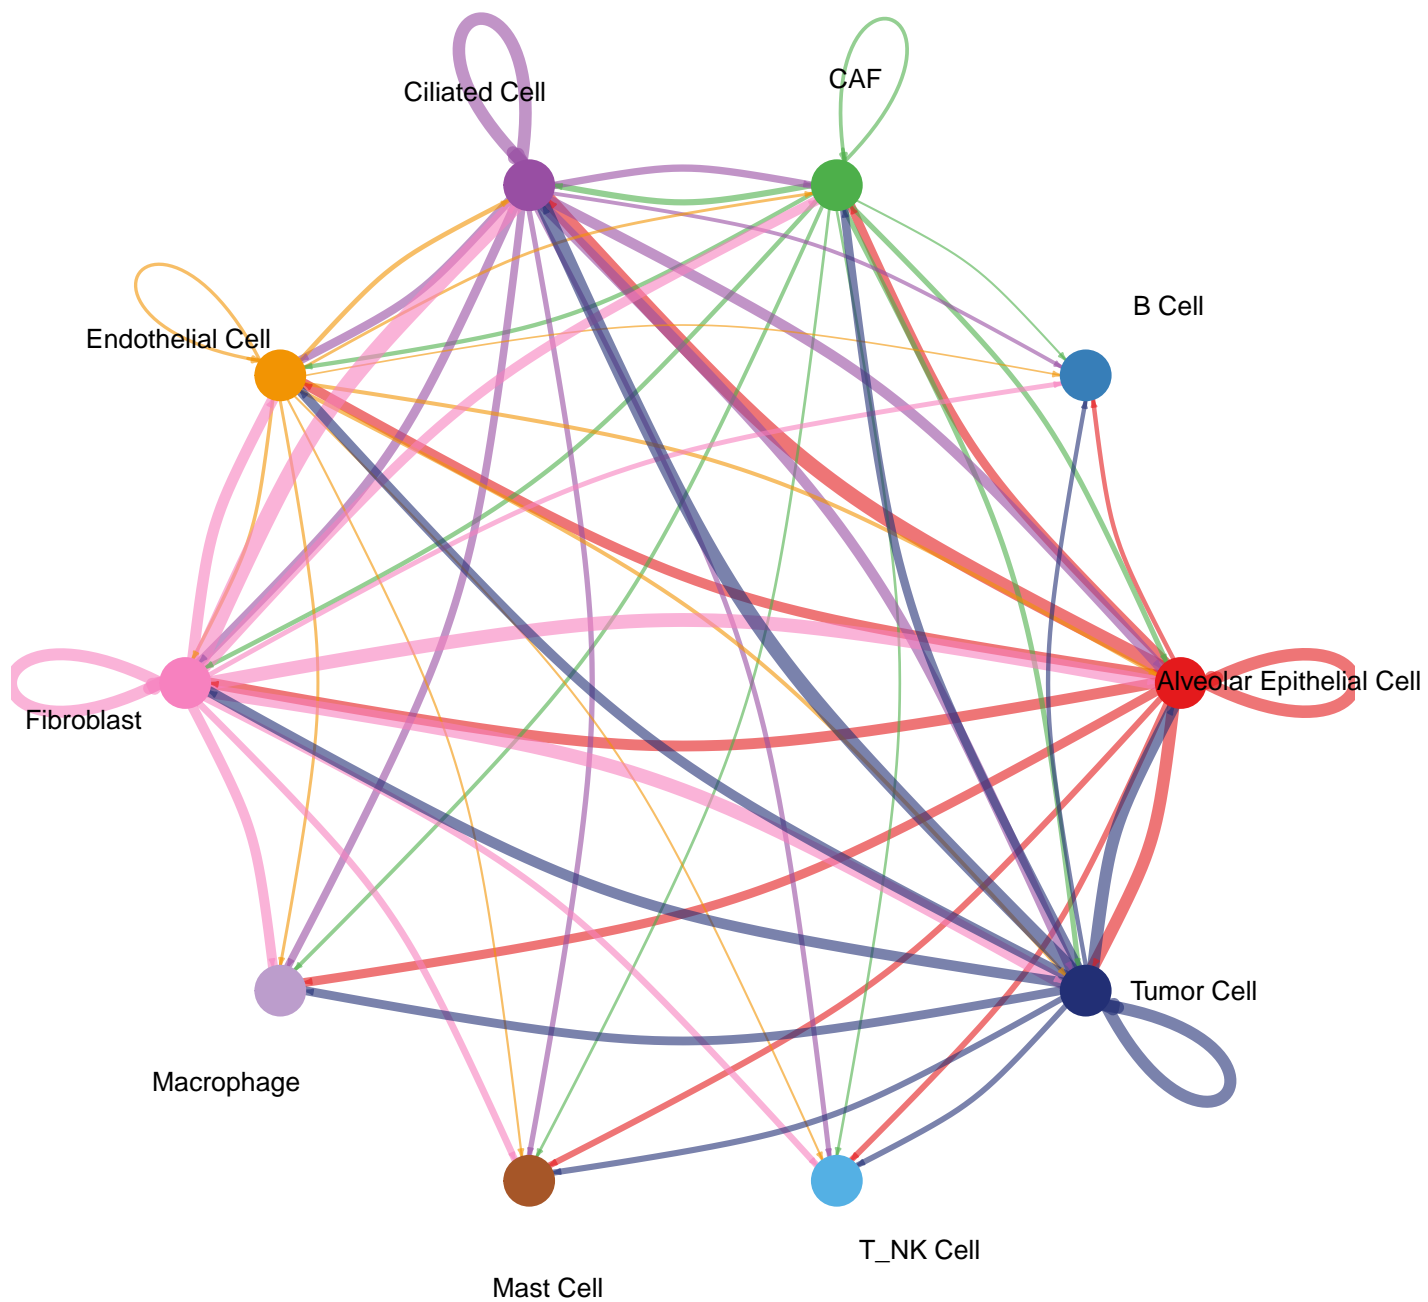 CAF
Ciliated Cell
B Cell
Endothelial Cell
Alveolar Epithelial Cell
Fibroblast
Tumor Cell
Macrophage
T_NK Cell
Mast Cell